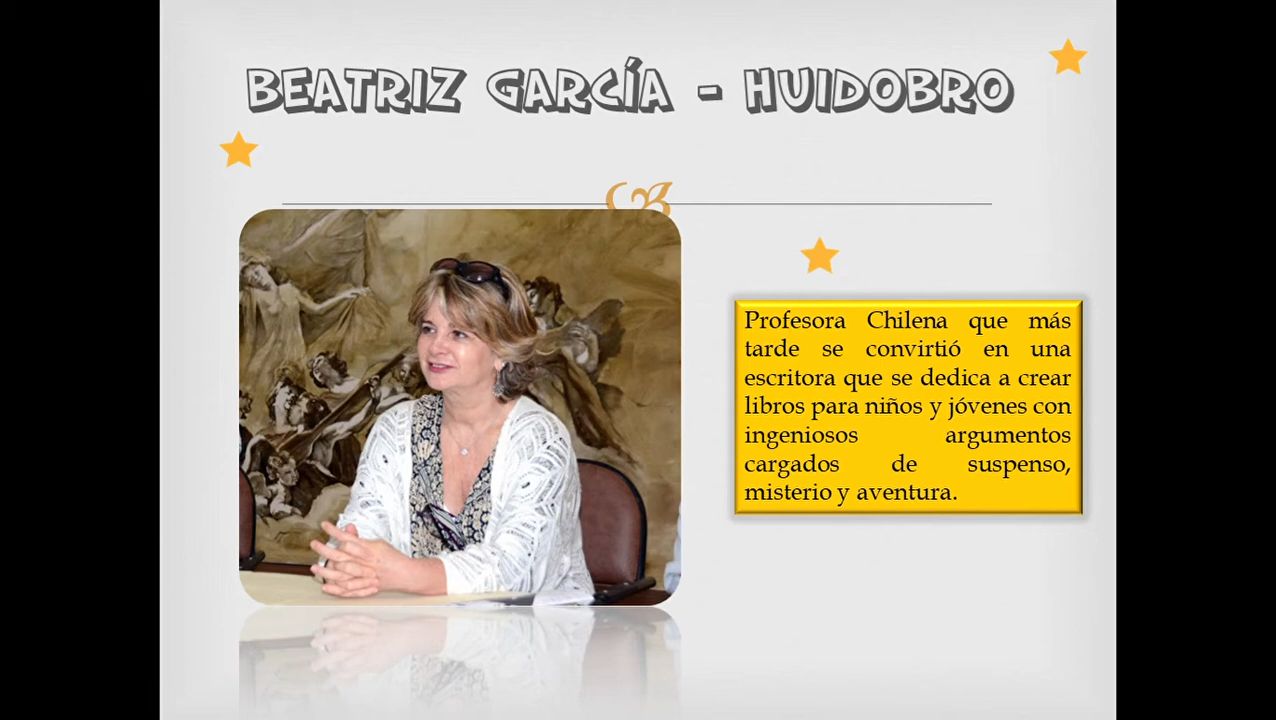 BEATRIZ GARCÍA - HUIDOBRO
Profesora Chilena que más
tarde se convirtió en una
escritora que se dedica a crear
libros para niños y jóvenes con
ingeniosos argumentos
cargados de suspenso,
misterio y aventura.